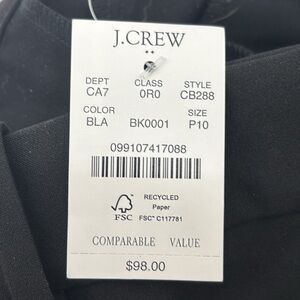 J.CREW
DEPT CLASS STYLE
CA7 0R0 CB288
COLOR SIZE
BLA BK0001 P10
099107417088
RECYCLED
Paper
FSC FSC™ C117781
COMPARABLE VALUE
$98.00